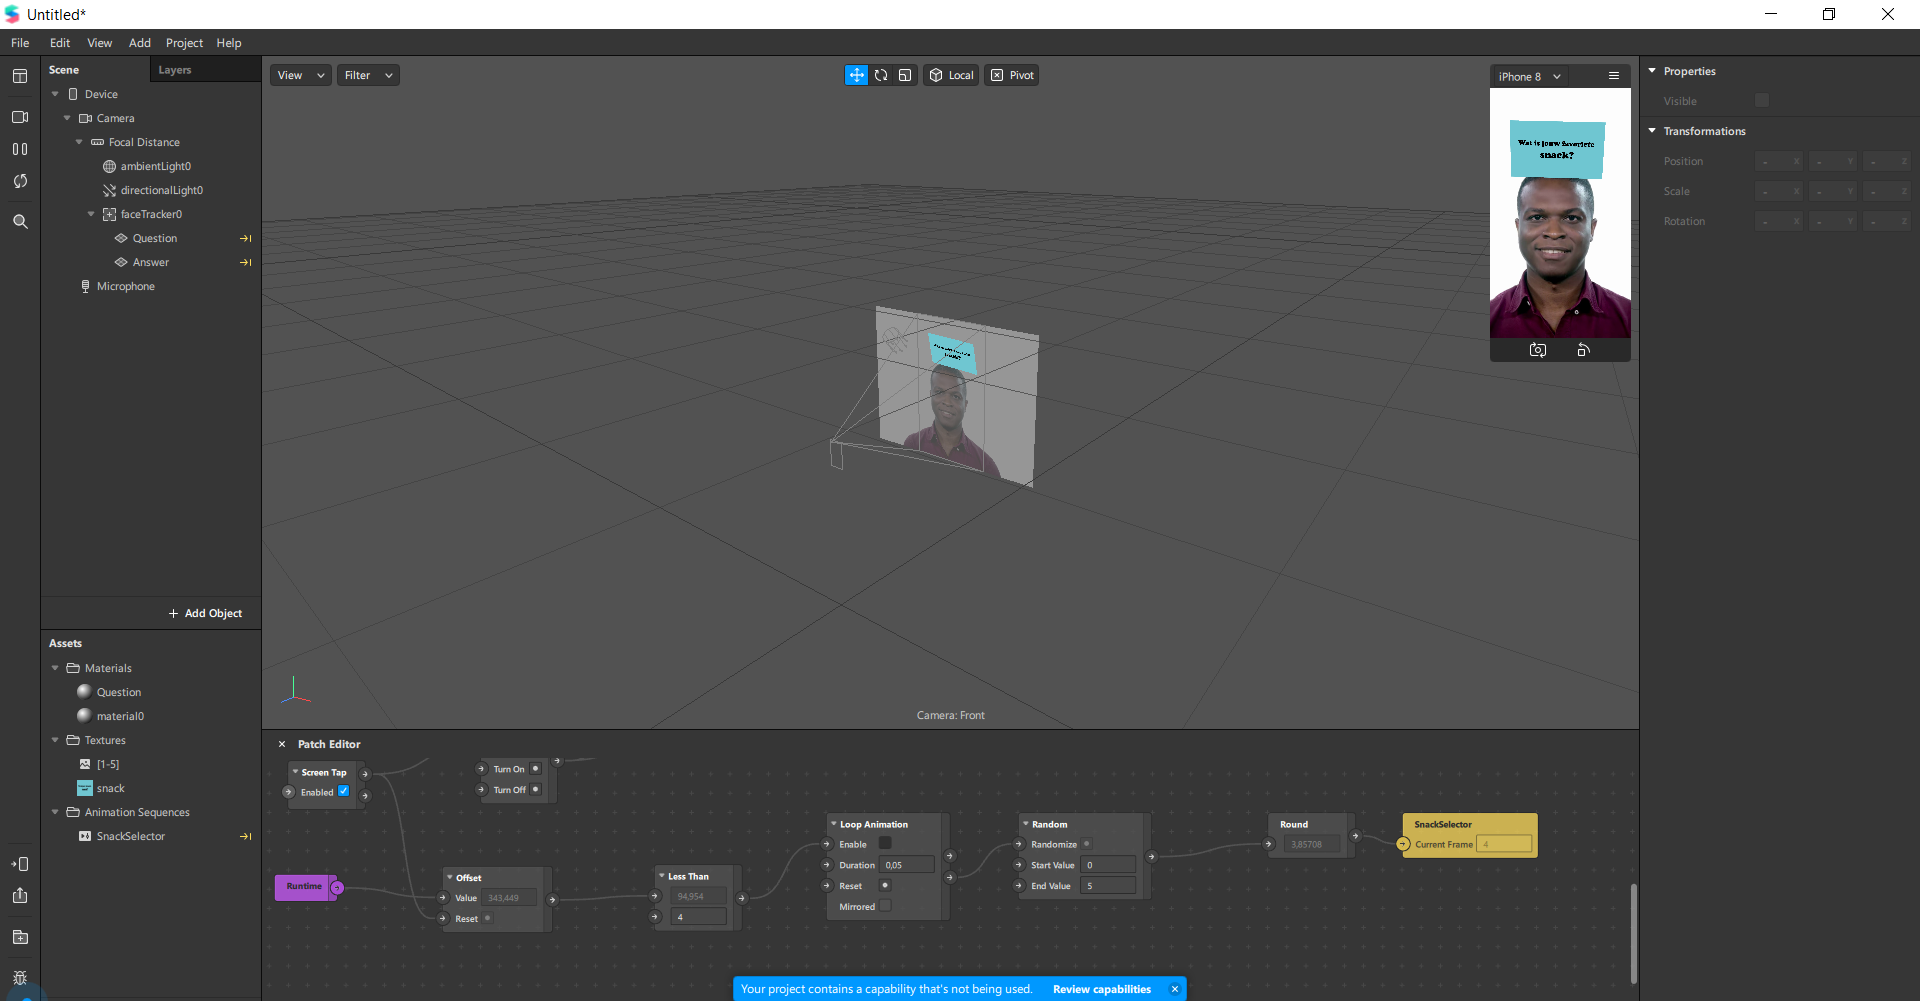 Untitled*
File Edit View Add Project Help
Scene Layers
Device
Camera
Focal Distance
ambientLight0
directionalLight0
faceTracker0
Question
Answer
Microphone
+ Add Object
Assets
Materials
Question
material0
Textures
[1-5]
snack
Animation Sequences
SnackSelector
View Filter
Local Pivot
iPhone 8
Wat is jouw favoriete
snack?
Camera: Front
Properties
Visible
Transformations
Position - X - Y - Z
Scale - X - Y - Z
Rotation - X - Y - Z
Patch Editor
Screen Tap
Enabled
Turn On
Turn Off
Runtime
Offset
Value 343,449
Reset
Less Than
94,954
4
Loop Animation
Enable
Duration 0,05
Reset
Mirrored
Random
Randomize
Start Value 0
End Value 5
Round
3,85708
SnackSelector
Current Frame 4
Your project contains a capability that's not being used. Review capabilities